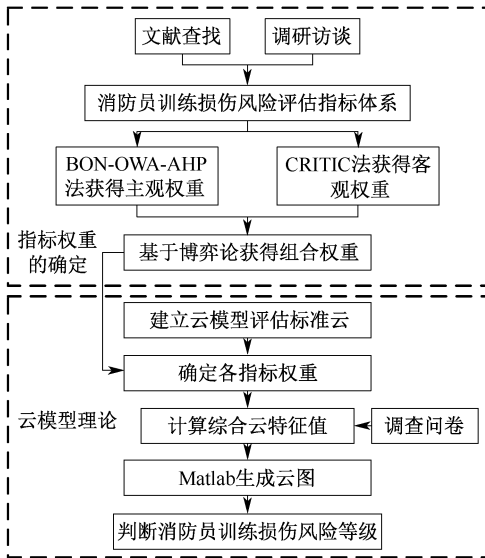 文献查找
调研访谈
消防员训练损伤风险评估指标体系
BON-OWA-AHP
法获得主观权重
CRITIC法获得客
观权重
指标权重
的确定
基于博弈论获得组合权重
建立云模型评估标准云
确定各指标权重
云模型理论
计算综合云特征值
调查问卷
Matlab生成云图
判断消防员训练损伤风险等级